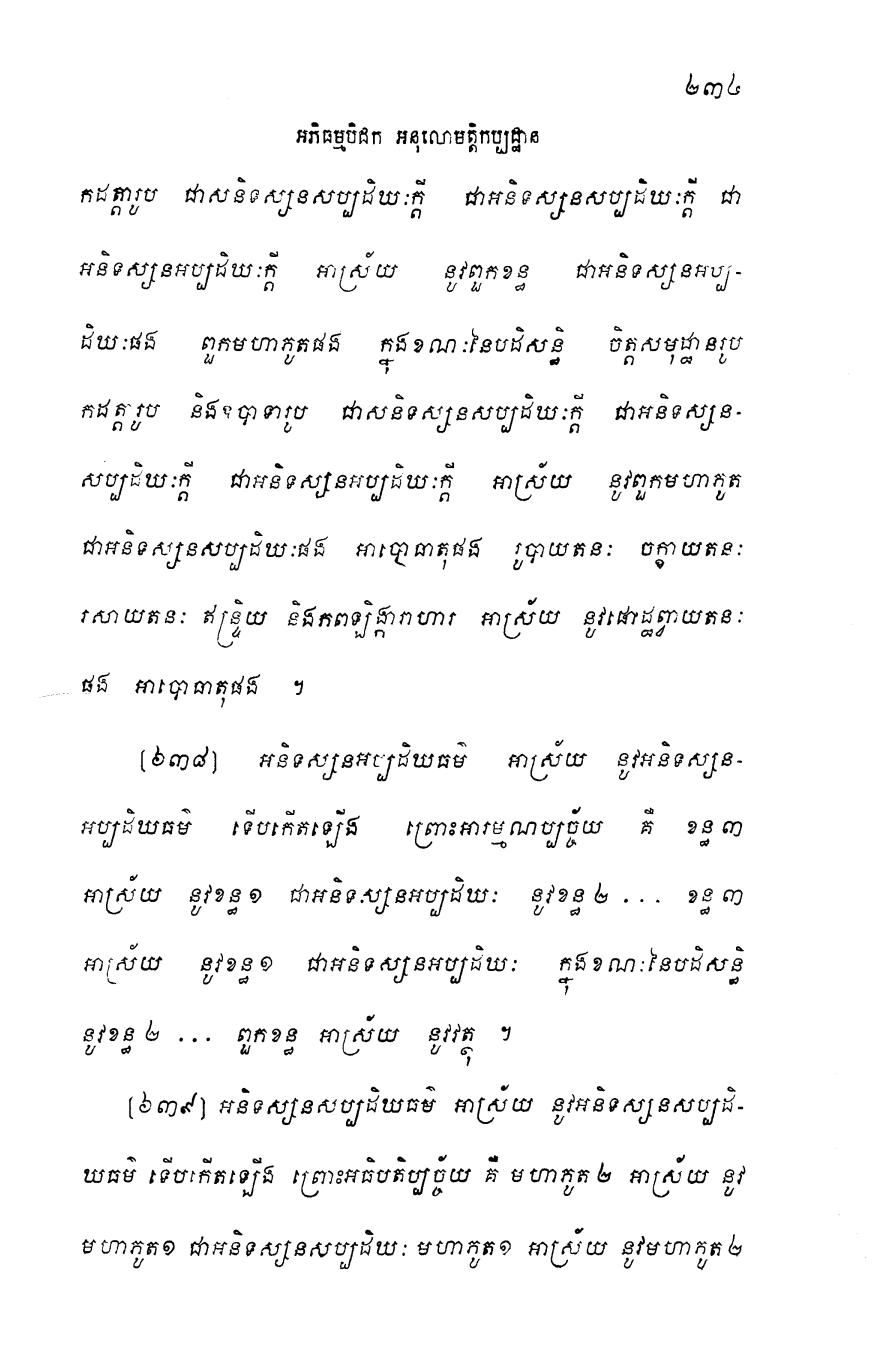 ២៣៤
អភិធម្មបិដក អនុលោមត្តិកប្បដ្ឋាន
កដត្តារូប ជាសនិទស្សនសប្បដិឃៈក្តី ជាអនិទស្សនសប្បដិឃៈក្តី ជា
អនិទស្សនអប្បដិឃៈក្តី អាស្រ័យ នូវពួកខន្ធ ជាអនិទស្សនអប្ប-
ដិឃៈផង ពួកមហាភូតផង ក្នុងខណៈនៃបដិសន្ធិ ចិត្តសមុដ្ឋានរូប
កដត្តារូប និងឧបាទារូប ជាសនិទស្សនសប្បដិឃៈក្តី ជាអនិទស្សន-
សប្បដិឃៈក្តី ជាអនិទស្សនអប្បដិឃៈក្តី អាស្រ័យ នូវពួកមហាភូត
ជាអនិទស្សនសប្បដិឃៈផង អាបោធាតុផង រូបាយតនៈ ចក្ខាយតនៈ
រសាយតនៈ ឥន្ទ្រិយ និងកពឡិង្ការាហារ អាស្រ័យ នូវផោដ្ឋព្វាយតនៈ
ផង អាបោធាតុផង ។
[៦៣៨] អនិទស្សនអប្បដិឃធម៌ អាស្រ័យ នូវអនិទស្សន-
អប្បដិឃធម៌ ទើបកើតឡើង ព្រោះអារម្មណប្បច្ច័យ គឺ ខន្ធ ៣
អាស្រ័យ នូវខន្ធ ១ ជាអនិទស្សនអប្បដិឃៈ នូវខន្ធ ២ ... ខន្ធ ៣
អាស្រ័យ នូវខន្ធ ១ ជាអនិទស្សនអប្បដិឃៈ ក្នុងខណៈនៃបដិសន្ធិ
នូវខន្ធ ២ ... ពួកខន្ធ អាស្រ័យ នូវវត្ថុ ។
[៦៣៩] អនិទស្សនសប្បដិឃធម៌ អាស្រ័យ នូវអនិទស្សនសប្បដិ-
ឃធម៌ ទើបកើតឡើង ព្រោះអធិបតិប្បច្ច័យ គឺ មហាភូត ២ អាស្រ័យ នូវ
មហាភូត១ ជាអនិទស្សនសប្បដិឃៈ មហាភូត១ អាស្រ័យ នូវមហាភូត ២